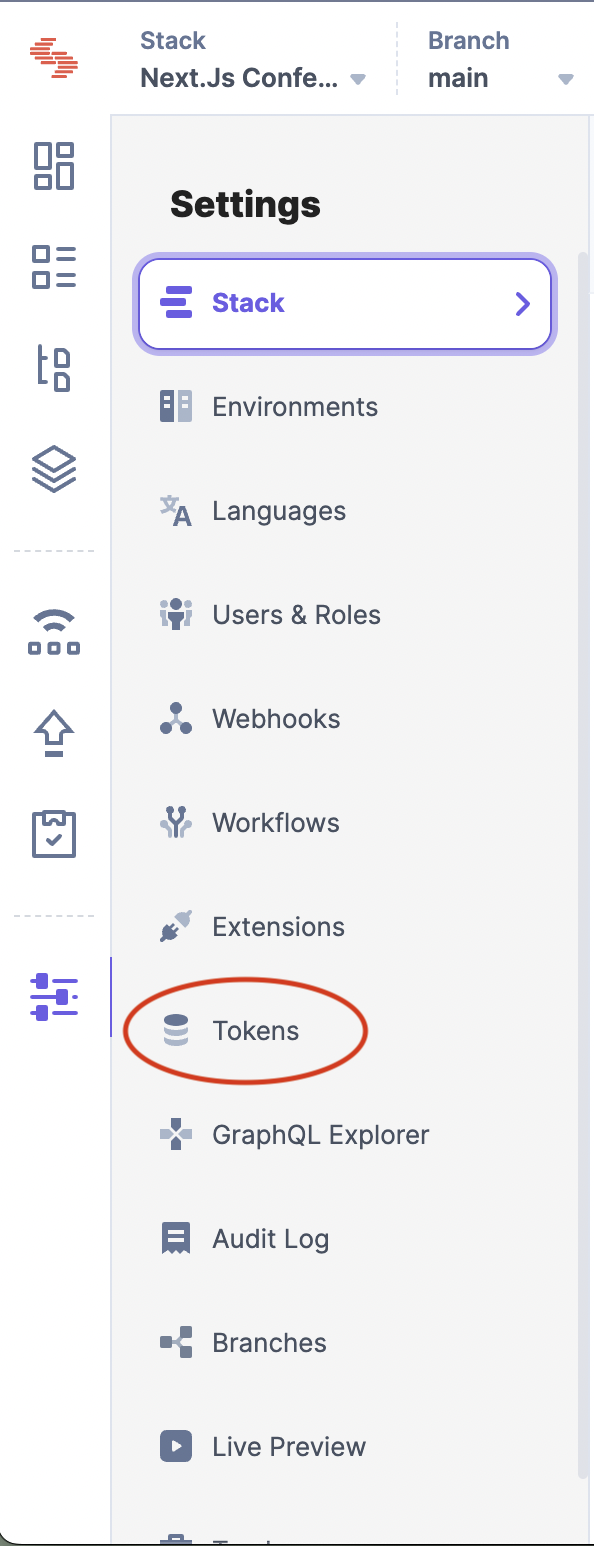 Stack
Branch
Next.Js Confe...
main
Settings
Stack
Environments
Languages
Users & Roles
Webhooks
Workflows
Extensions
Tokens
GraphQL Explorer
Audit Log
Branches
Live Preview